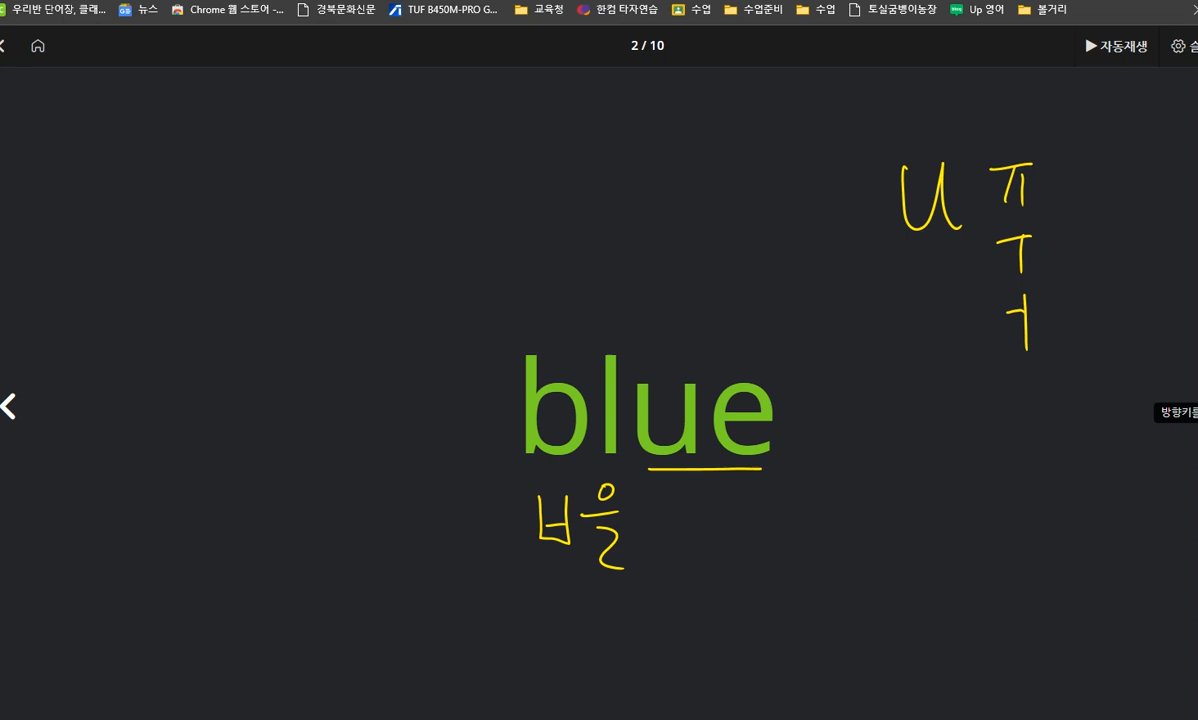 우리반 단어장, 클래... 뉴스 Chrome 웹 스토어 -... 경북문화신문 TUF B450M-PRO G... 교육청 한컴 타자연습 수업 수업준비 수업 토실굼벵이농장 Up 영어 볼거리
2 / 10 ▶ 자동재생 슬
U ㅠ
ㅜ
ㅓ
blue
방향키를
ㅂ을